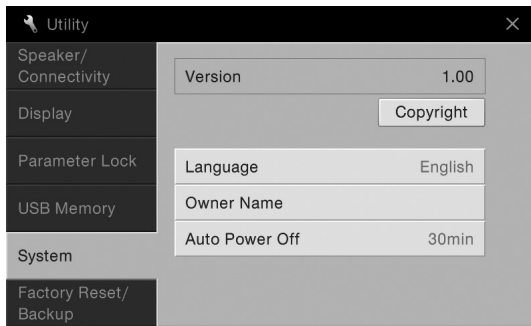 Utility
Speaker/
Connectivity
Display
Parameter Lock
USB Memory
System
Factory Reset/
Backup
Version 1.00
Copyright
Language English
Owner Name
Auto Power Off 30min